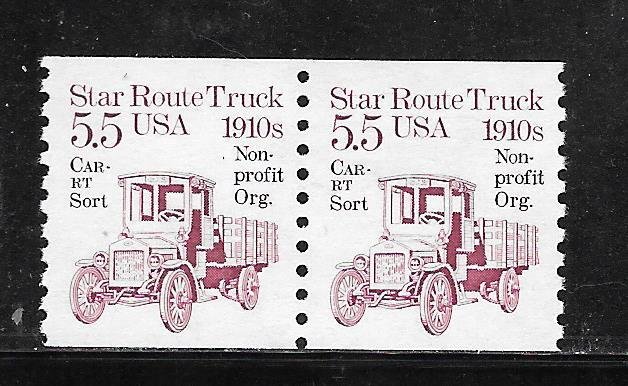 Star Route Truck
5.5 USA 1910s
CAR-
RT
Sort
Non-
profit
Org.
Star Route Truck
5.5 USA 1910s
CAR-
RT
Sort
Non-
profit
Org.